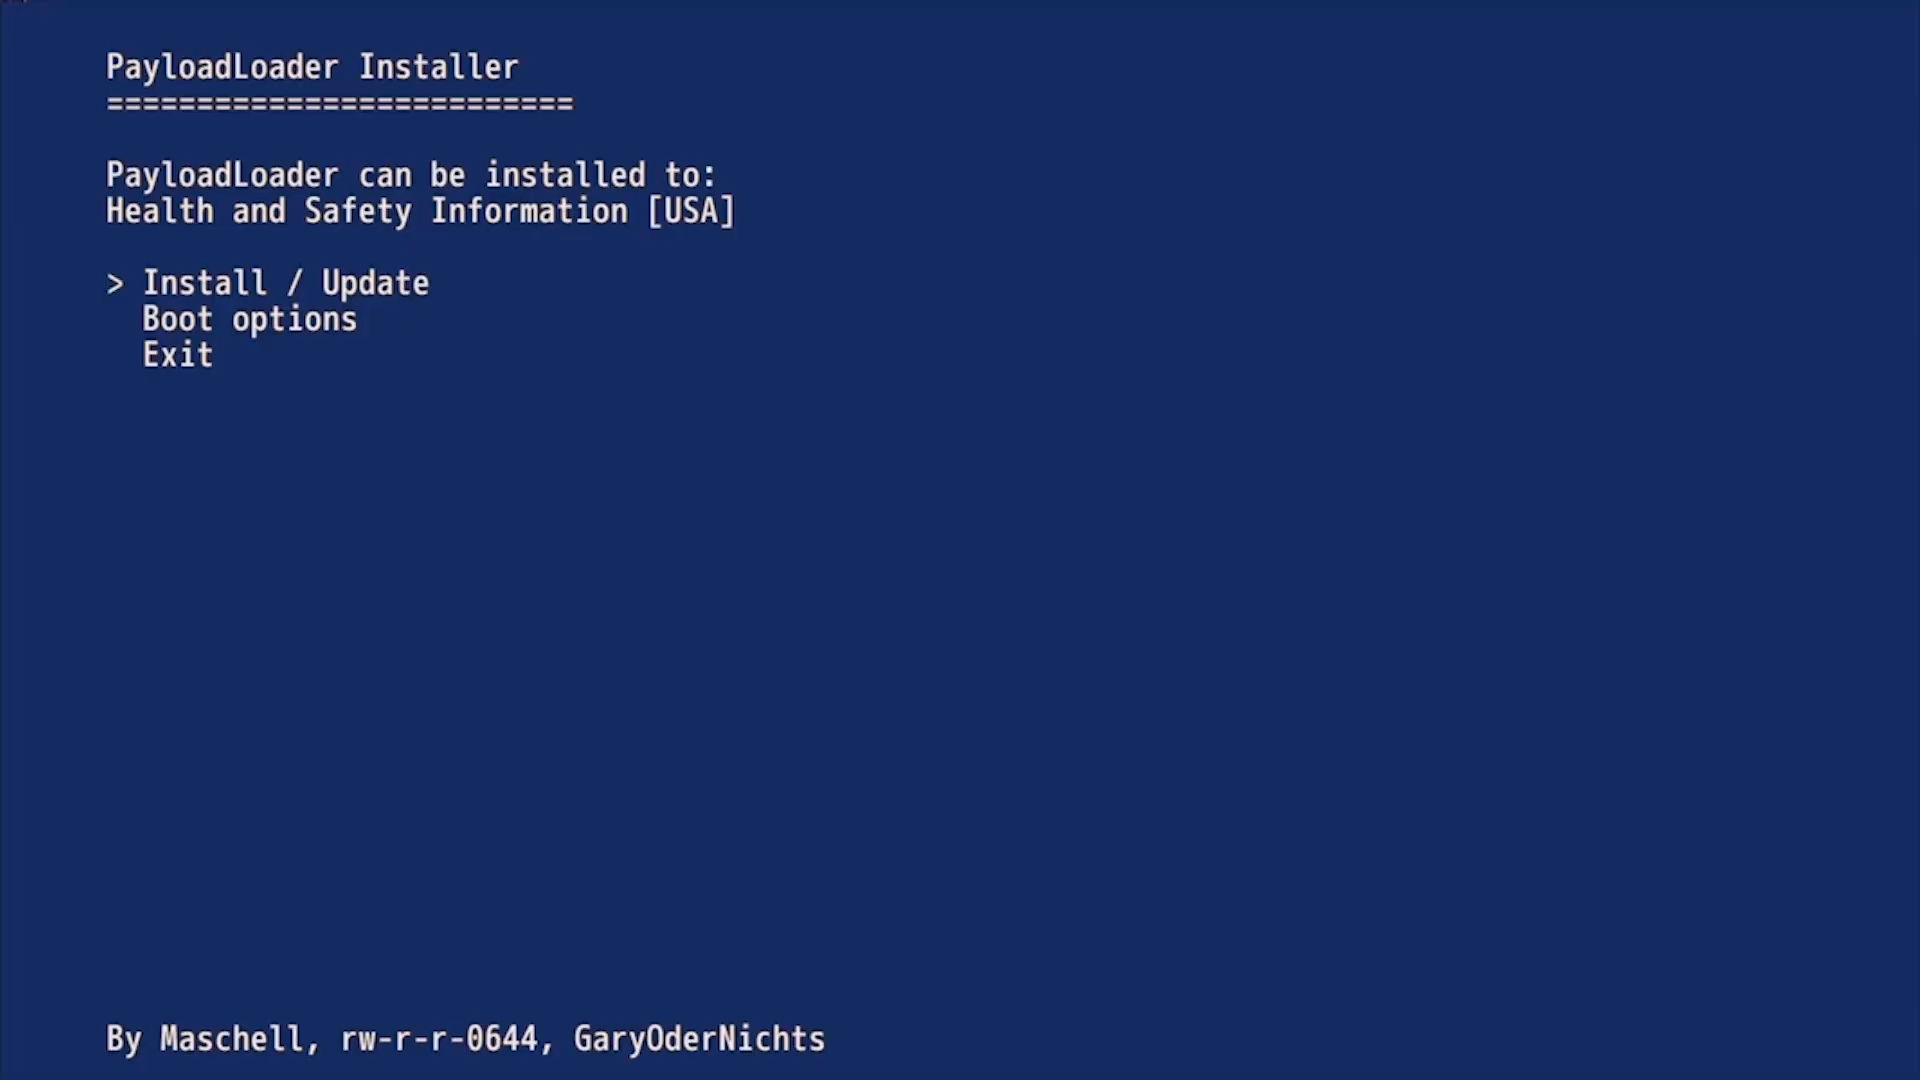 PayloadLoader Installer
==========================
PayloadLoader can be installed to:
Health and Safety Information [USA]
> Install / Update
Boot options
Exit
By Maschell, rw-r-r-0644, GaryOderNichts